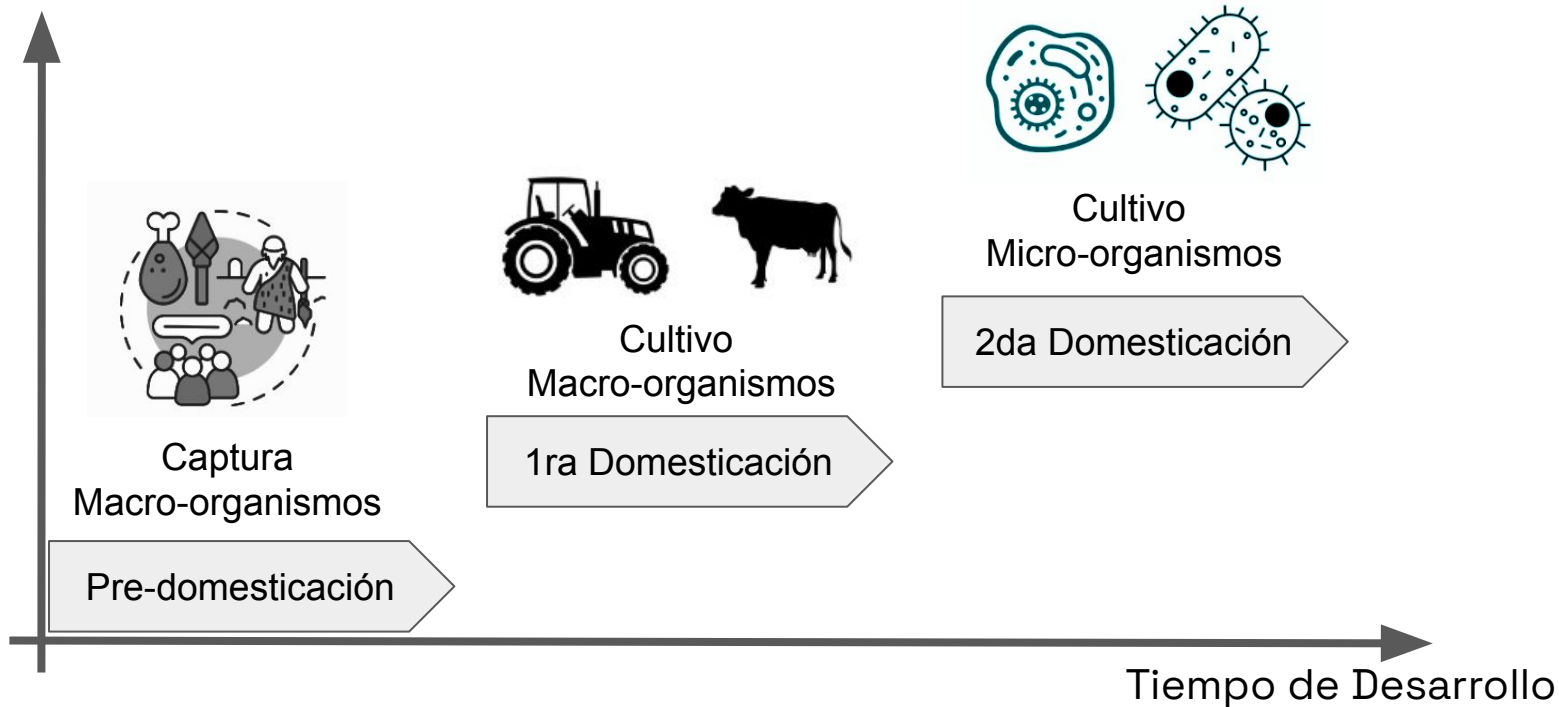 Captura
Macro-organismos
Pre-domesticación
Cultivo
Macro-organismos
1ra Domesticación
Cultivo
Micro-organismos
2da Domesticación
Tiempo de Desarrollo